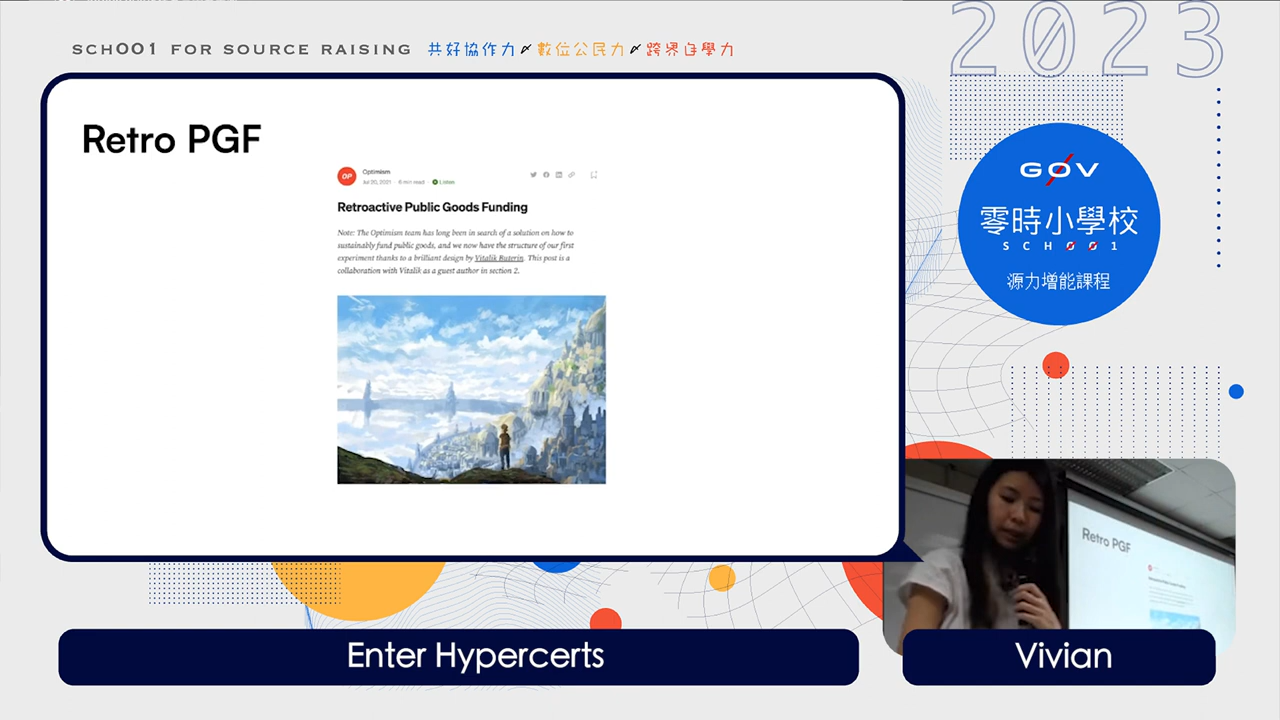 SCH001 FOR SOURCE RAISING 共好協作力 〆 數位公民力 〆 跨界自學力
2023
Retro PGF
OP Optimism
Jul 20, 2021 · 6 min read · Listen
Retroactive Public Goods Funding
Note: The Optimism team has long been in search of a solution on how to
sustainably fund public goods, and we now have the structure of our first
experiment thanks to a brilliant design by Vitalik Buterin. This post is a
collaboration with Vitalik as a guest author in section 2.
G0V
零時小學校
SCH001
源力增能課程
Retro PGF
Enter Hypercerts
Vivian